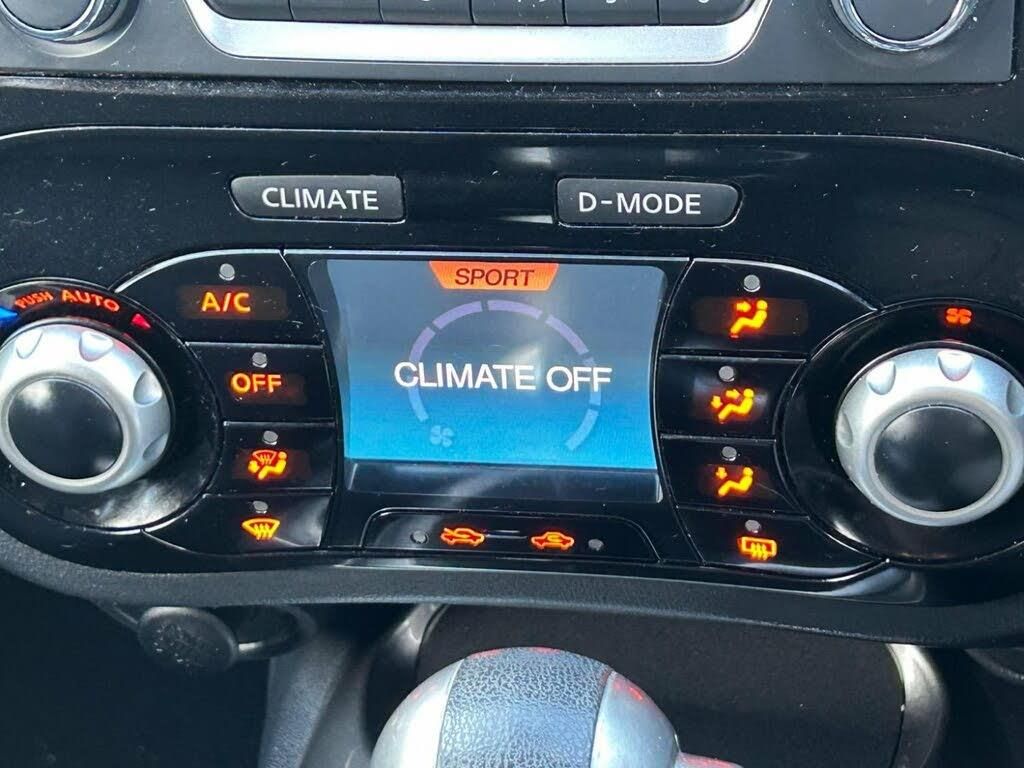 CLIMATE
D-MODE
SPORT
PUSH AUTO
A/C
OFF
CLIMATE OFF